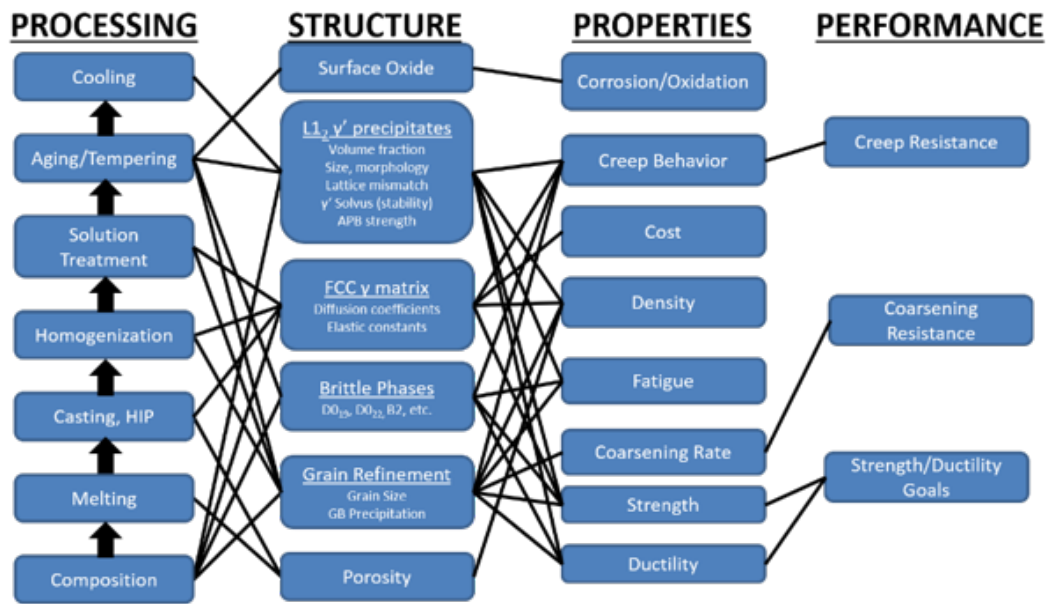 PROCESSING
Cooling
Aging/Tempering
Solution
Treatment
Homogenization
Casting, HIP
Melting
Composition
STRUCTURE
Surface Oxide
L1₂ γ’ precipitates
Volume fraction
Size, morphology
Lattice mismatch
γ’ Solvus (stability)
APB strength
FCC γ matrix
Diffusion coefficients
Elastic constants
Brittle Phases
D0₁₉, D0₂₂, B2, etc.
Grain Refinement
Grain Size
GB Precipitation
Porosity
PROPERTIES
Corrosion/Oxidation
Creep Behavior
Cost
Density
Fatigue
Coarsening Rate
Strength
Ductility
PERFORMANCE
Creep Resistance
Coarsening
Resistance
Strength/Ductility
Goals